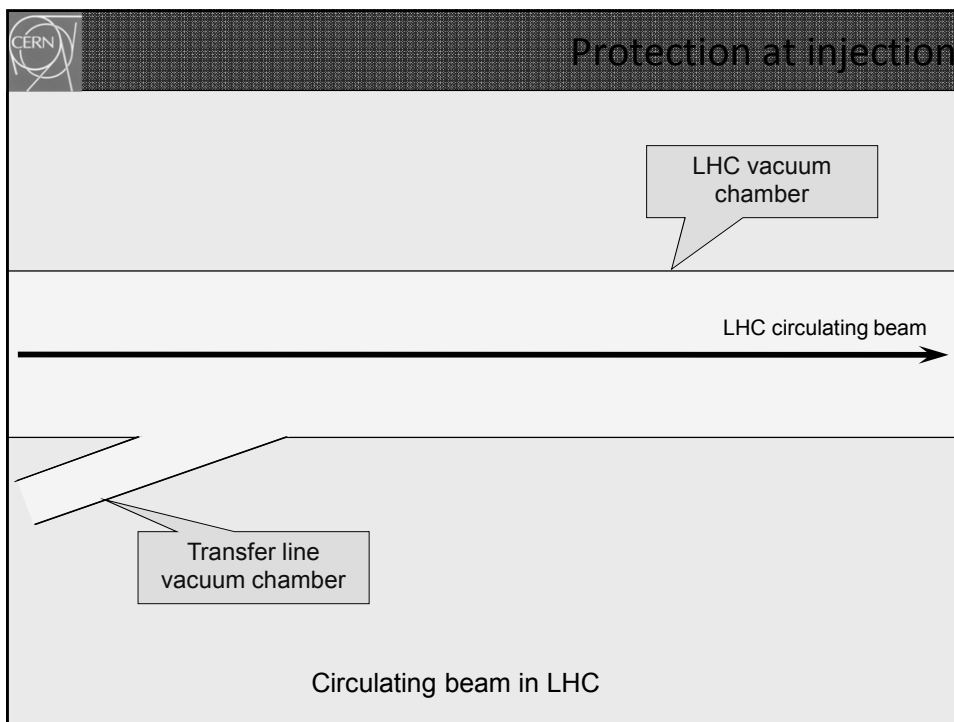 CERN
Protection at injection
LHC vacuum
chamber
LHC circulating beam
Transfer line
vacuum chamber
Circulating beam in LHC